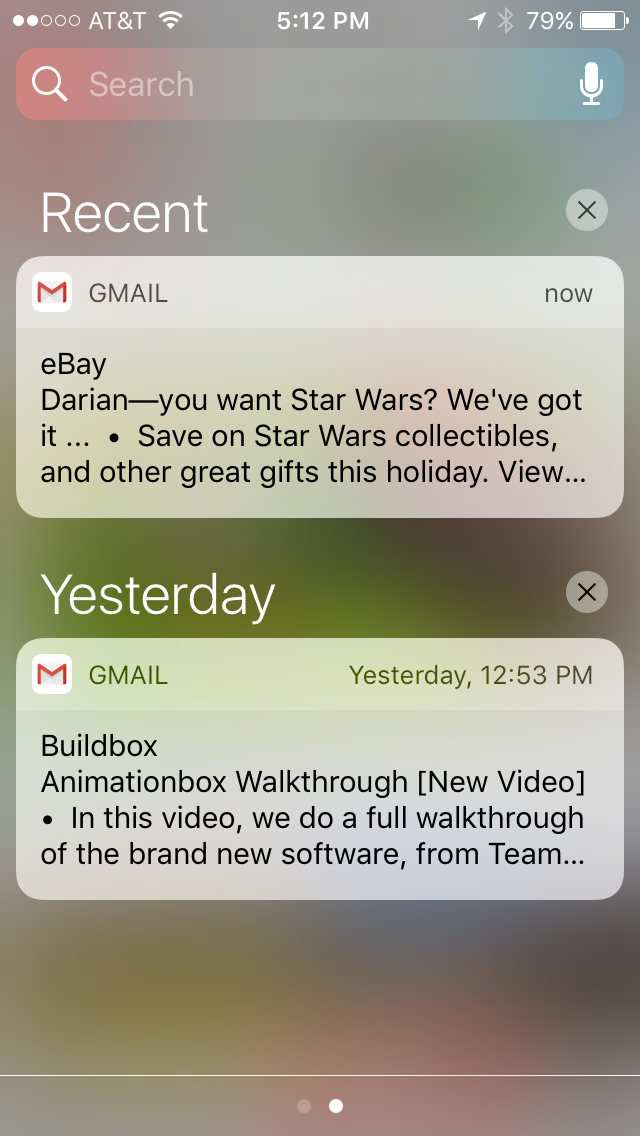 AT&T 5:12 PM 79%
Search
Recent
GMAIL now
eBay
Darian—you want Star Wars? We've got
it ... • Save on Star Wars collectibles,
and other great gifts this holiday. View...
Yesterday
GMAIL Yesterday, 12:53 PM
Buildbox
Animationbox Walkthrough [New Video]
• In this video, we do a full walkthrough
of the brand new software, from Team...